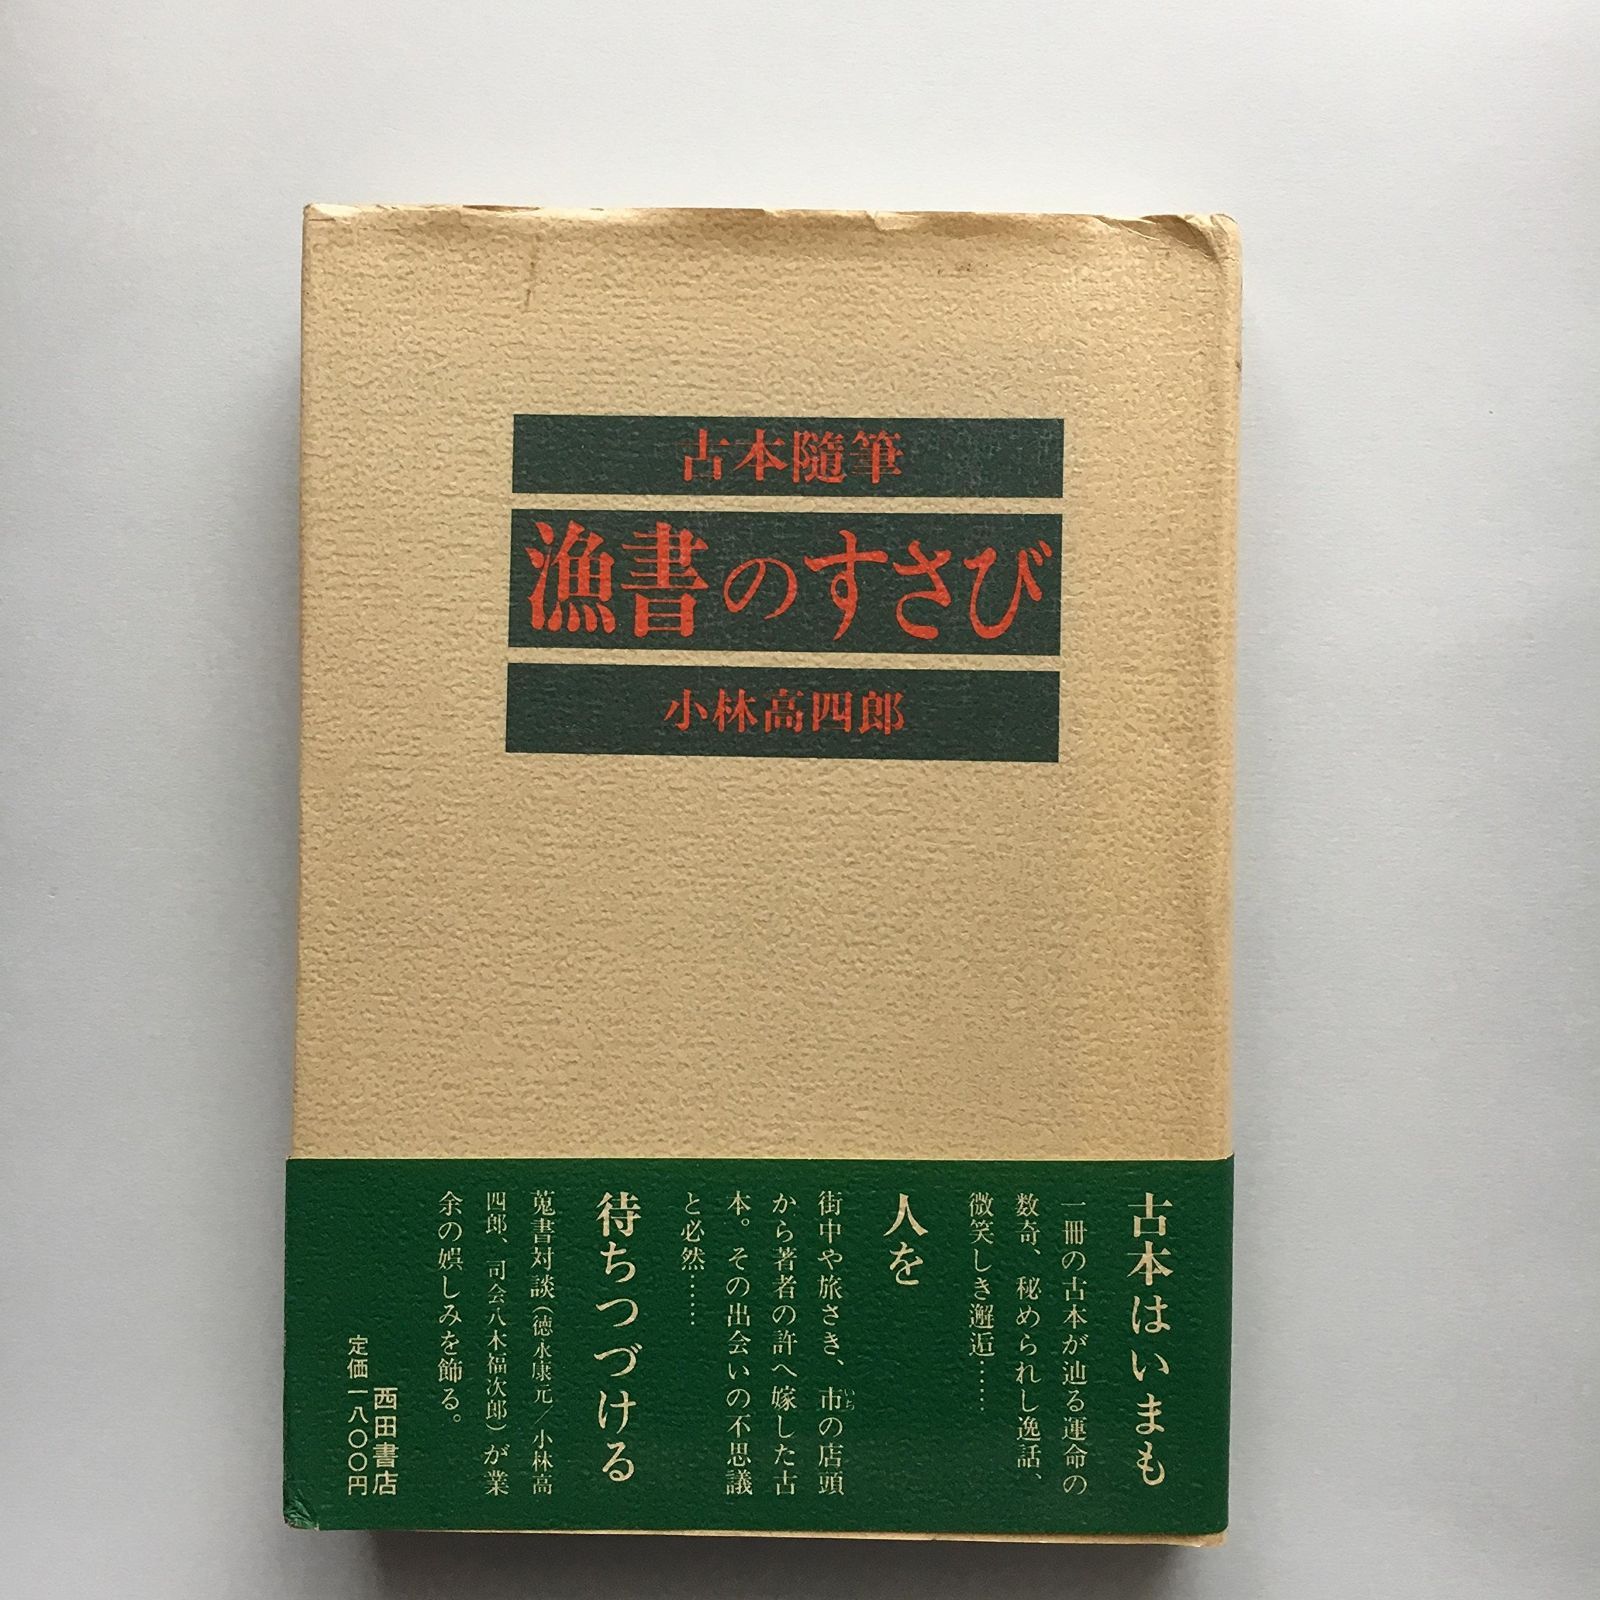 古本隨筆
漁書のすさび
小林高四郎
古本はいまも
一冊の古本が辿る運命の
数奇、秘められし逸話、
微笑しき邂逅……
人を
街中や旅さき、市の店頭
いち
から著者の許へ嫁した古
本。その出会いの不思議
と必然……
待ちつづける
蒐書対談(徳永康元/小林高
四郎、司会八木福次郎)が業
余の娯しみを飾る。
西田書店
定価一八〇〇円